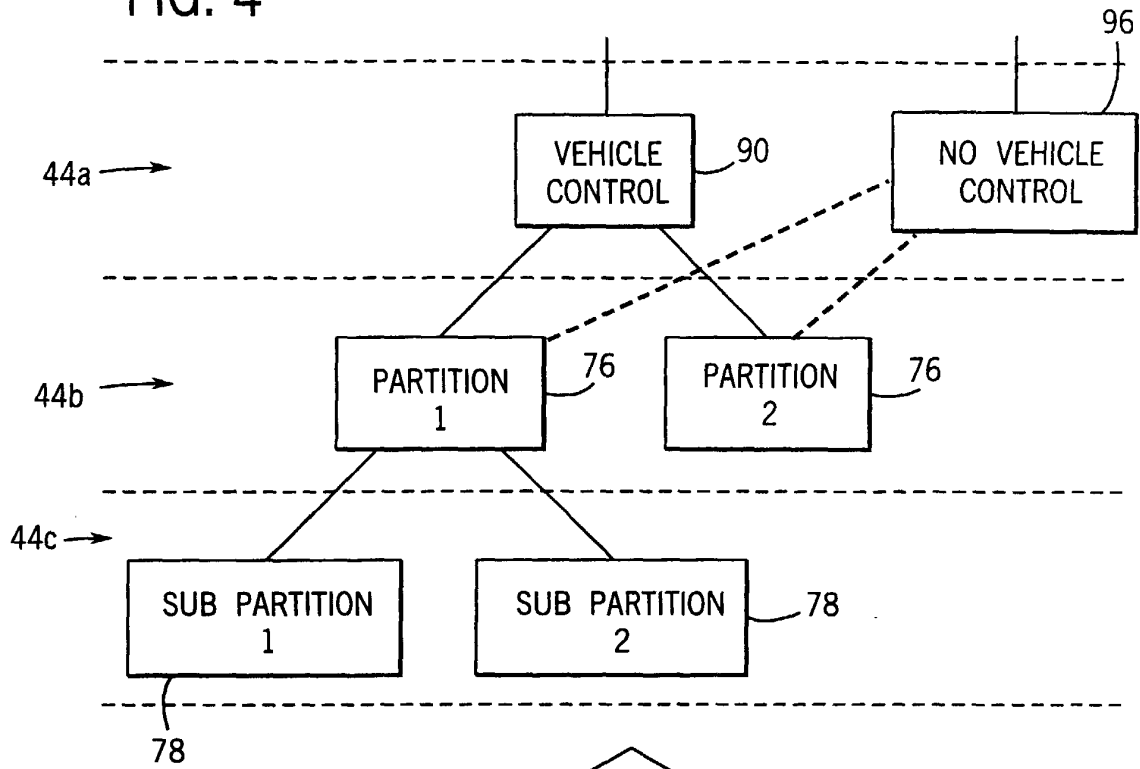 FIG. 4
96
44a
VEHICLE
CONTROL
90
NO VEHICLE
CONTROL
44b
PARTITION
1
76
PARTITION
2
76
44c
SUB PARTITION
1
SUB PARTITION
2
78
78